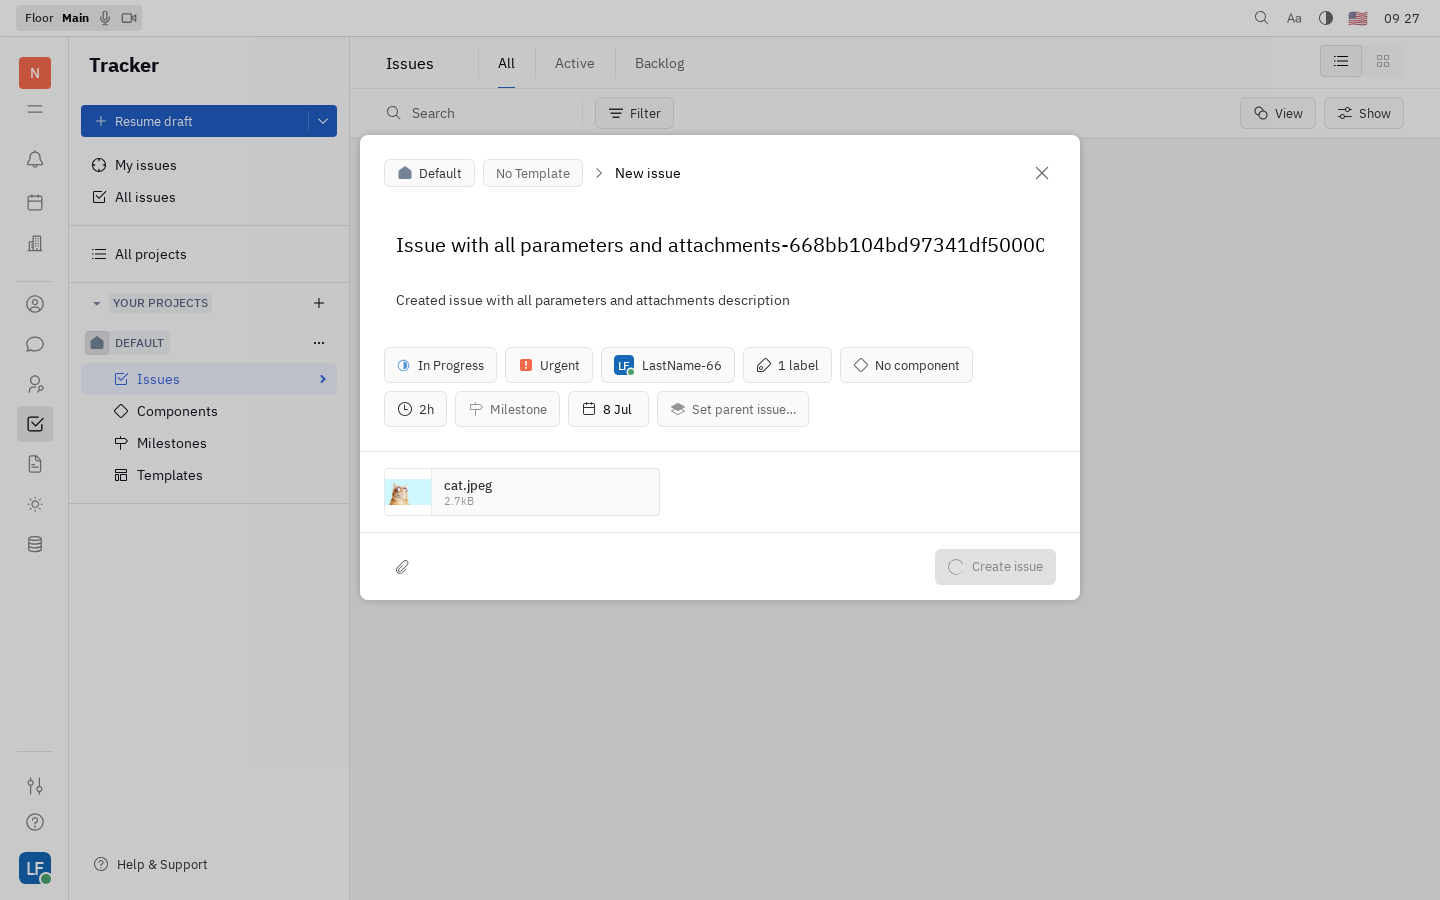 Floor Main
Aa
09 27
N
Tracker
Issues
All
Active
Backlog
Resume draft
Search
Filter
View
Show
My issues
All issues
All projects
YOUR PROJECTS
DEFAULT
Issues
Components
Milestones
Templates
Default
No Template
New issue
Issue with all parameters and attachments-668bb104bd97341df50000
Created issue with all parameters and attachments description
In Progress
Urgent
LF LastName-66
1 label
No component
2h
Milestone
8 Jul
Set parent issue...
cat.jpeg
2.7kB
Create issue
LF
Help & Support